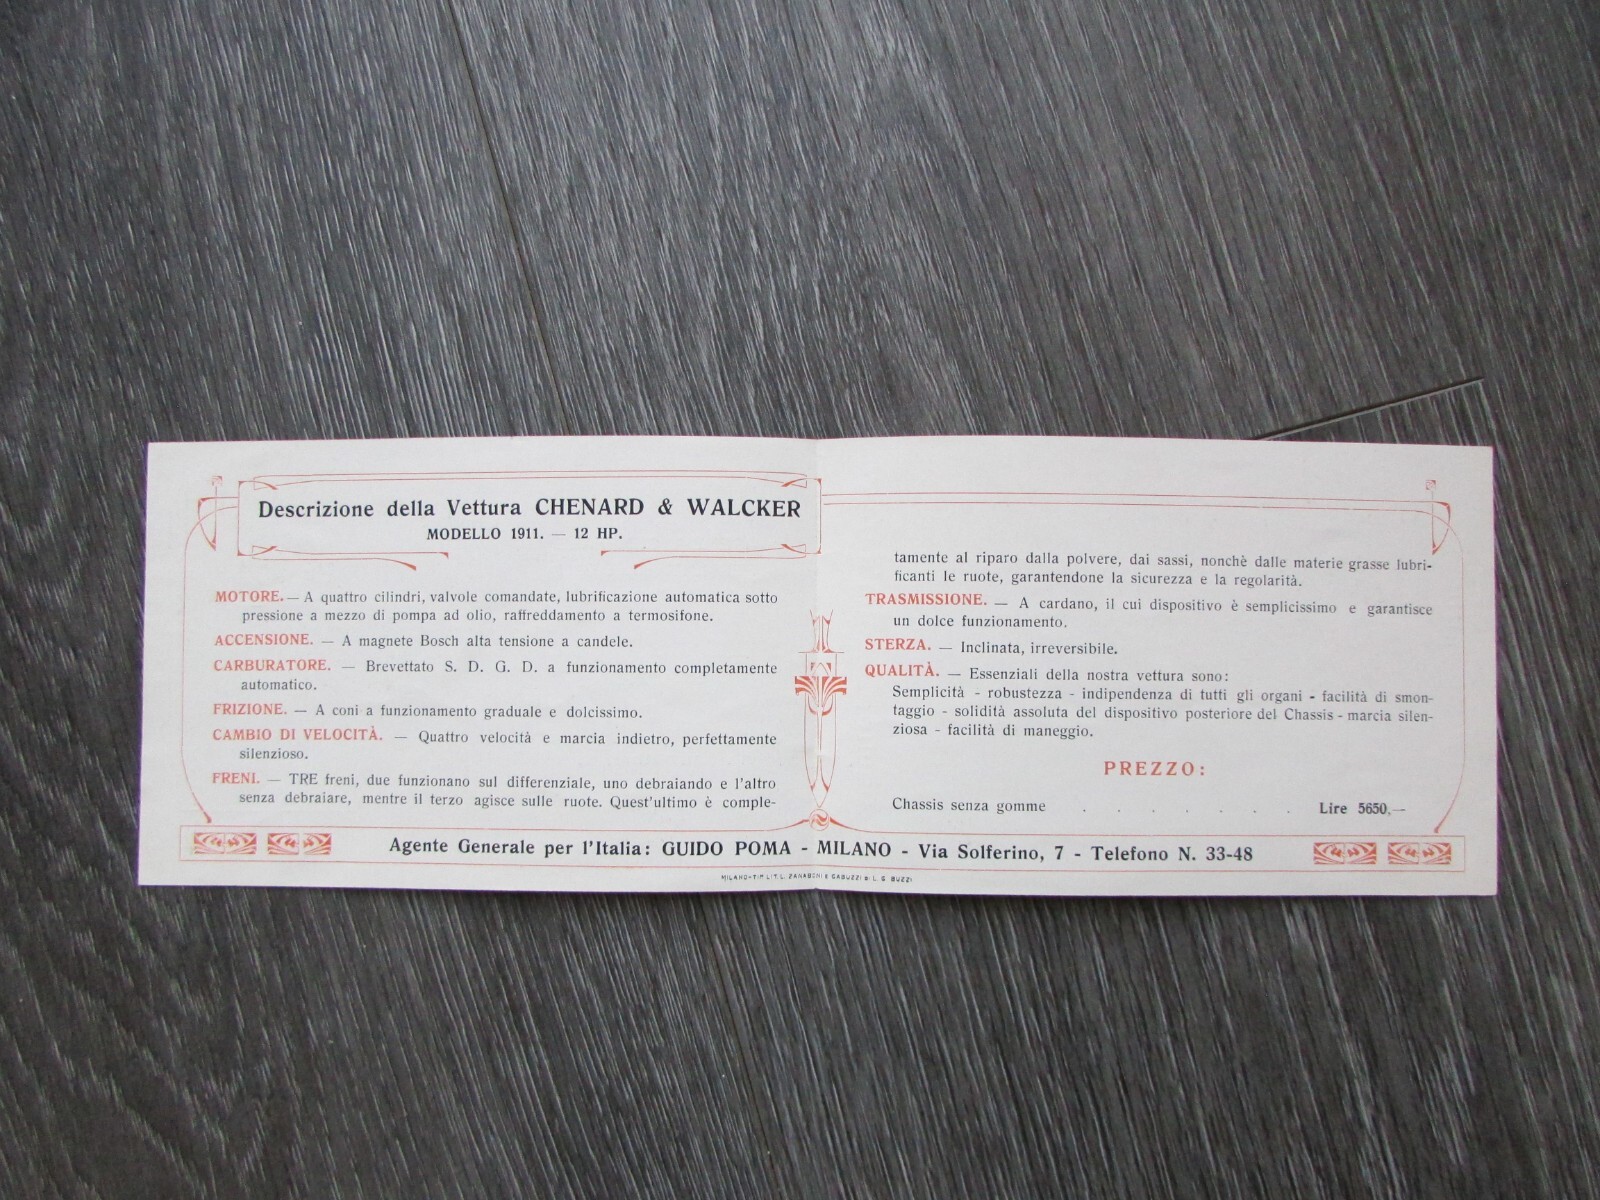 Descrizione della Vettura CHENARD & WALCKER
MODELLO 1911. — 12 HP.
MOTORE. — A quattro cilindri, valvole comandate, lubrificazione automatica sotto
pressione a mezzo di pompa ad olio, raffreddamento a termosifone.
ACCENSIONE. — A magnete Bosch alta tensione a candele.
CARBURATORE. — Brevettato S. D. G. D. a funzionamento completamente
automatico.
FRIZIONE. — A coni a funzionamento graduale e dolcissimo.
CAMBIO DI VELOCITÀ. — Quattro velocità e marcia indietro, perfettamente
silenzioso.
FRENI. — TRE freni, due funzionano sul differenziale, uno debraiando e l'altro
senza debraiare, mentre il terzo agisce sulle ruote. Quest'ultimo è comple-
tamente al riparo dalla polvere, dai sassi, nonchè dalle materie grasse lubri-
ficanti le ruote, garantendone la sicurezza e la regolarità.
TRASMISSIONE. — A cardano, il cui dispositivo è semplicissimo e garantisce
un dolce funzionamento.
STERZA. — Inclinata, irreversibile.
QUALITÀ. — Essenziali della nostra vettura sono:
Semplicità - robustezza - indipendenza di tutti gli organi - facilità di smon-
taggio - solidità assoluta del dispositivo posteriore del Chassis - marcia silen-
ziosa - facilità di maneggio.
PREZZO:
Chassis senza gomme . . . . . . . Lire 5650,—
Agente Generale per l'Italia: GUIDO POMA - MILANO - Via Solferino, 7 - Telefono N. 33-48
MILANO-TIP. LIT. L. ZANABONI E GABUZZI di L. G. BUZZI